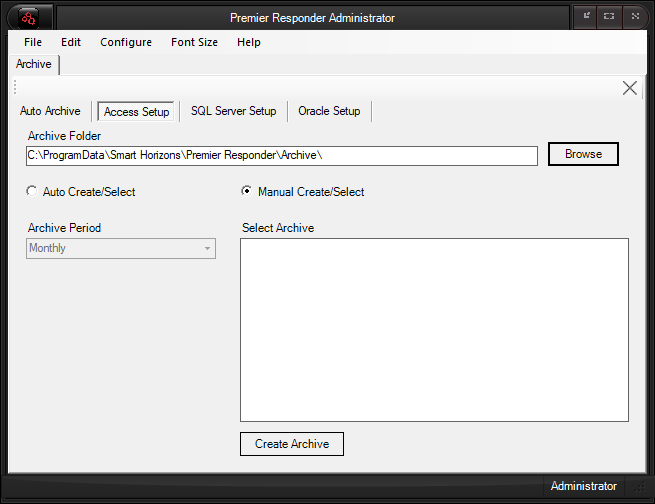 Premier Responder Administrator
File Edit Configure Font Size Help
Archive
Auto Archive Access Setup SQL Server Setup Oracle Setup
Archive Folder
C:\ProgramData\Smart Horizons\Premier Responder\Archive\ Browse
Auto Create/Select Manual Create/Select
Archive Period Select Archive
Monthly
Create Archive
Administrator